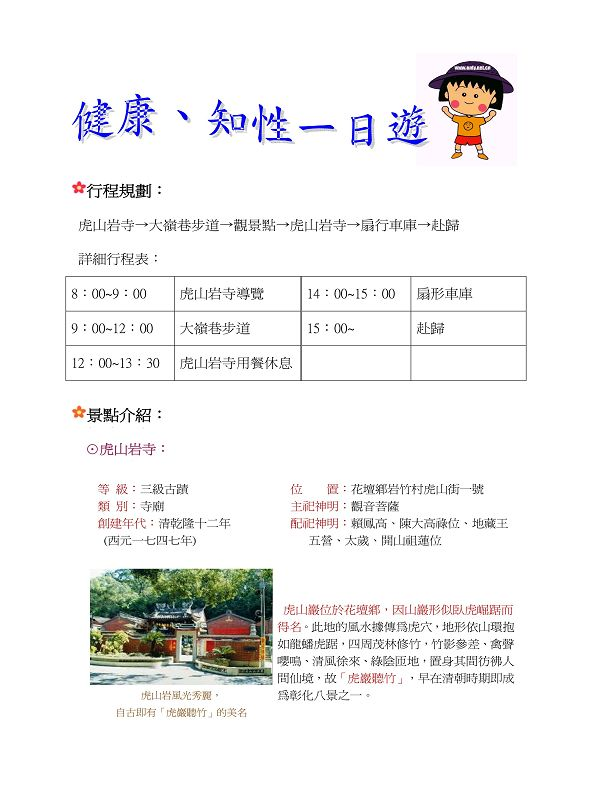 www.emly.net.cn
健康、知性一日遊
行程規劃：
虎山岩寺→大嶺巷步道→觀景點→虎山岩寺→扇行車庫→赴歸
詳細行程表：
8：00~9：00 虎山岩寺導覽 14：00~15：00 扇形車庫
9：00~12：00 大嶺巷步道 15：00~ 赴歸
12：00~13：30 虎山岩寺用餐休息
景點介紹：
⊙虎山岩寺：
等 級：三級古蹟 位 置：花壇鄉岩竹村虎山街一號
類 別：寺廟 主祀神明：觀音菩薩
創建年代：清乾隆十二年 配祀神明：賴鳳高、陳大高祿位、地藏王
(西元一七四七年) 五營、太歲、開山祖蓮位
虎山巖位於花壇鄉，因山巖形似臥虎崛踞而
得名。此地的風水據傳為虎穴，地形依山環抱
如龍蟠虎踞，四周茂林修竹，竹影參差、禽聲
嚶鳴、清風徐來、綠陰匝地，置身其間彷彿人
間仙境，故「虎巖聽竹」，早在清朝時期即成
為彰化八景之一。
虎山岩風光秀麗，
自古即有「虎巖聽竹」的美名